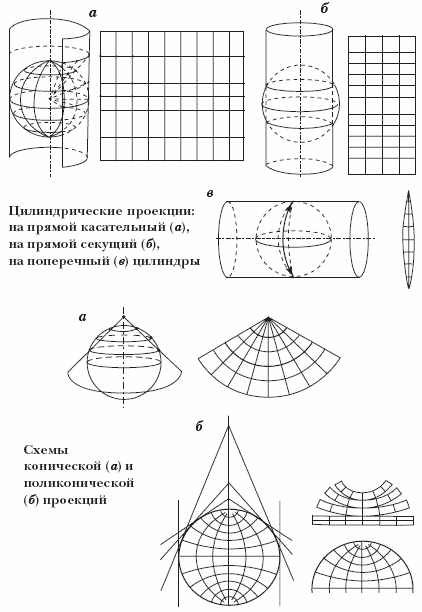 а
б
в
Цилиндрические проекции:
на прямой касательный (а),
на прямой секущий (б),
на поперечный (в) цилиндры
а
б
Схемы
конической (а) и
поликонической
(б) проекций